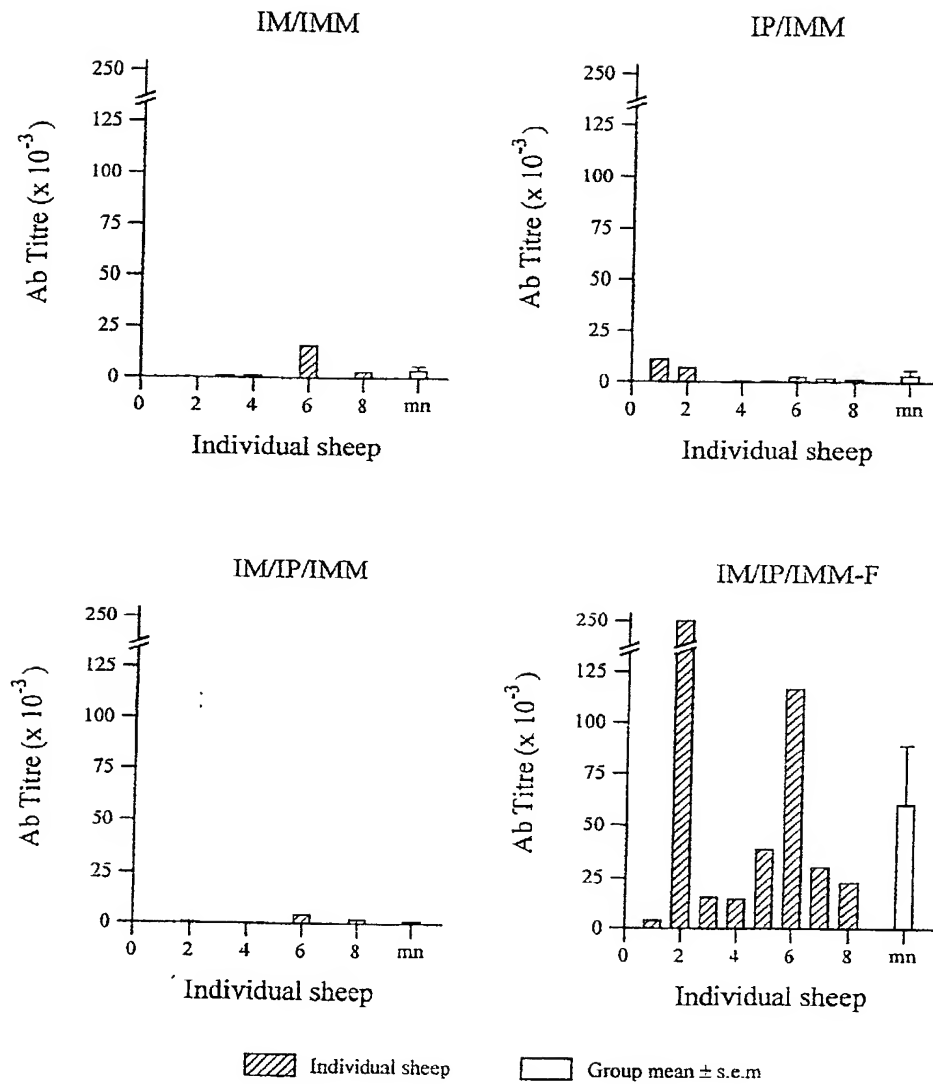 IM/IMM
250
125
100
75
50
25
0
Ab Titre (x 10⁻³)
0 2 4 6 8 mn
Individual sheep
IP/IMM
250
125
100
75
50
25
0
Ab Titre (x 10⁻³)
0 2 4 6 8 mn
Individual sheep
IM/IP/IMM
250
125
100
75
50
25
0
Ab Titre (x 10⁻³)
0 2 4 6 8 mn
Individual sheep
IM/IP/IMM-F
250
125
100
75
50
25
0
Ab Titre (x 10⁻³)
0 2 4 6 8 mn
Individual sheep
Individual sheep
Group mean ± s.e.m